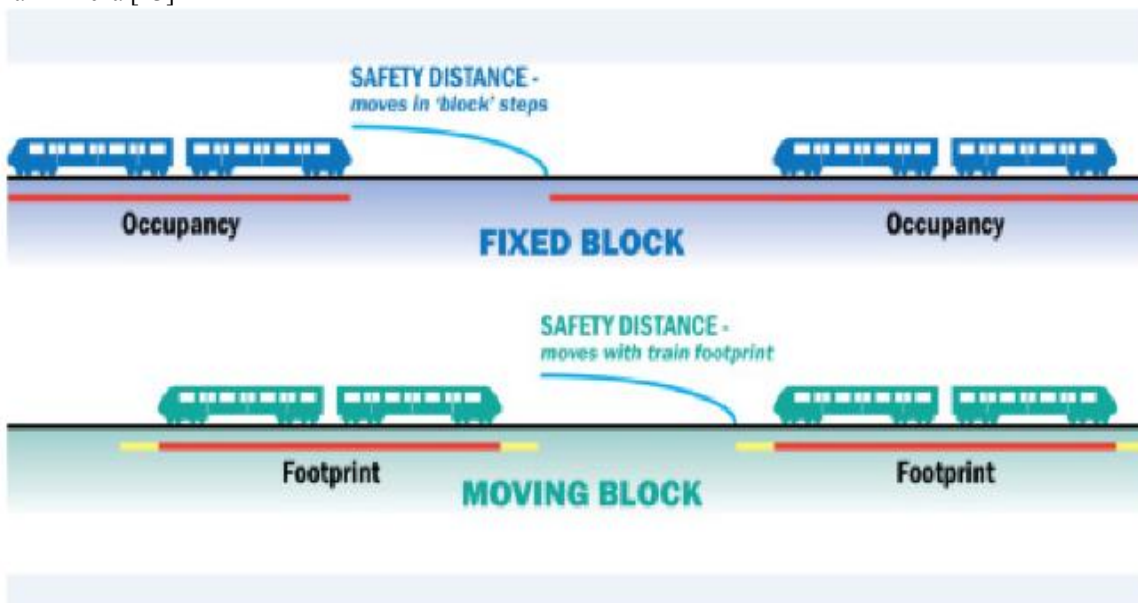 SAFETY DISTANCE -
moves in 'block' steps
Occupancy
Occupancy
FIXED BLOCK
SAFETY DISTANCE -
moves with train footprint
Footprint
Footprint
MOVING BLOCK